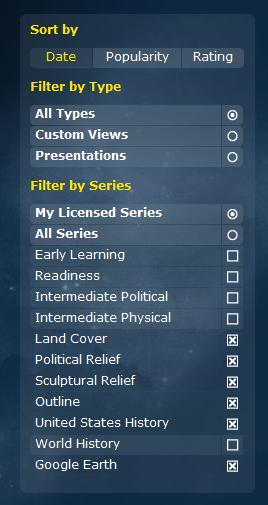 Sort by
Date Popularity Rating
Filter by Type
All Types
Custom Views
Presentations
Filter by Series
My Licensed Series
All Series
Early Learning
Readiness
Intermediate Political
Intermediate Physical
Land Cover
Political Relief
Sculptural Relief
Outline
United States History
World History
Google Earth